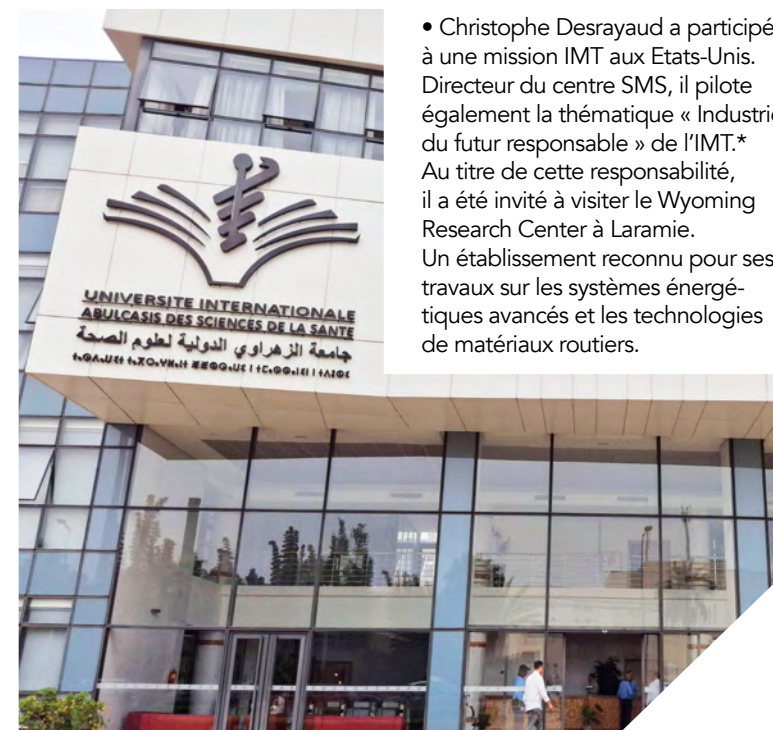 • Christophe Desrayaud a participé
à une mission IMT aux Etats-Unis.
Directeur du centre SMS, il pilote
également la thématique « Industrie
du futur responsable » de l'IMT.*
Au titre de cette responsabilité,
il a été invité à visiter le Wyoming
Research Center à Laramie.
Un établissement reconnu pour ses
travaux sur les systèmes énergé-
tiques avancés et les technologies
de matériaux routiers.
UNIVERSITE INTERNATIONALE
ABULCASIS DES SCIENCES DE LA SANTE
جامعة الزهراوي الدولية لعلوم الصحة